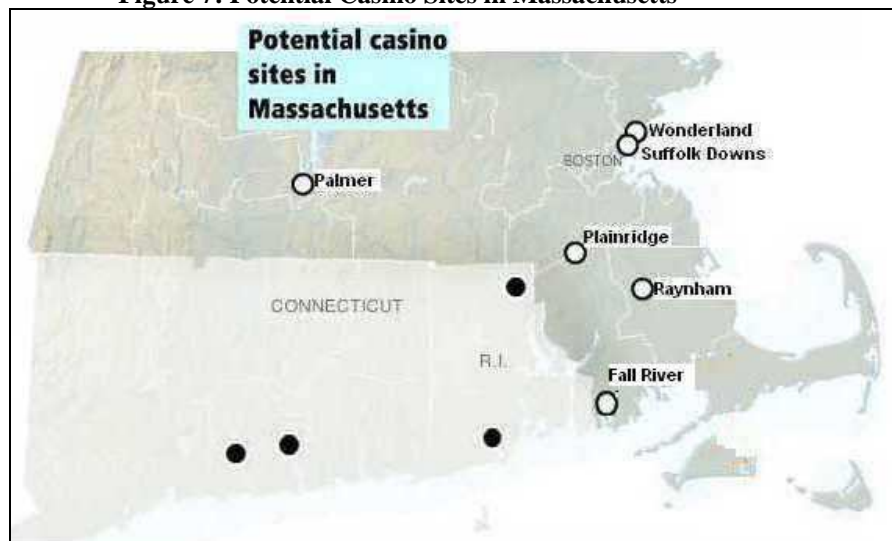 Figure 7: Potential Casino Sites in Massachusetts
Potential casino
sites in
Massachusetts
Wonderland
Suffolk Downs
BOSTON
Palmer
Plainridge
Raynham
CONNECTICUT
R.I.
Fall River